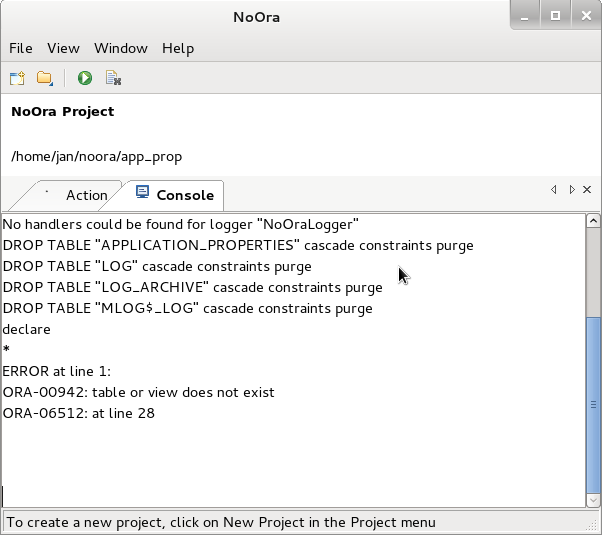 NoOra
File View Window Help
NoOra Project
/home/jan/noora/app_prop
Action Console
No handlers could be found for logger "NoOraLogger"
DROP TABLE "APPLICATION_PROPERTIES" cascade constraints purge
DROP TABLE "LOG" cascade constraints purge
DROP TABLE "LOG_ARCHIVE" cascade constraints purge
DROP TABLE "MLOG$_LOG" cascade constraints purge
declare
*
ERROR at line 1:
ORA-00942: table or view does not exist
ORA-06512: at line 28
To create a new project, click on New Project in the Project menu